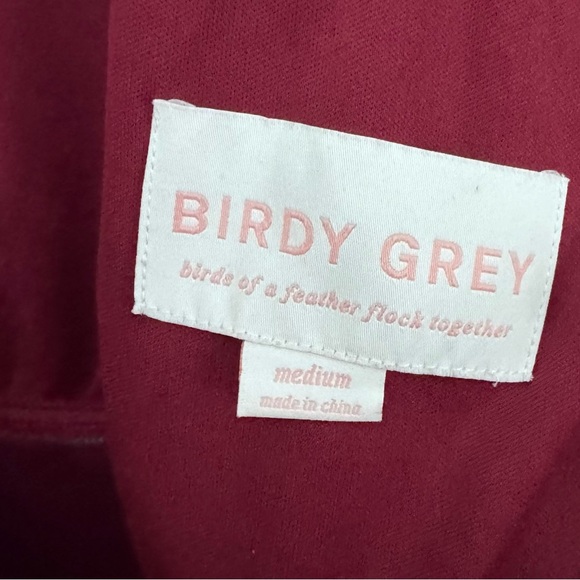 BIRDY GREY
birds of a feather flock together
medium
made in china